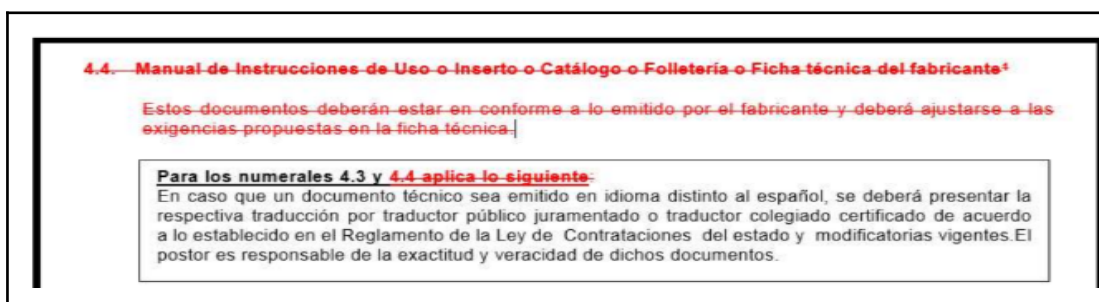 4.4. Manual de Instrucciones de Uso o Inserto o Catálogo o Folletería o Ficha técnica del fabricante⁴
Estos documentos deberán estar en conforme a lo emitido por el fabricante y deberá ajustarse a las
exigencias propuestas en la ficha técnica.
Para los numerales 4.3 y 4.4 aplica lo siguiente:
En caso que un documento técnico sea emitido en idioma distinto al español, se deberá presentar la
respectiva traducción por traductor público juramentado o traductor colegiado certificado de acuerdo
a lo establecido en el Reglamento de la Ley de Contrataciones del estado y modificatorias vigentes.El
postor es responsable de la exactitud y veracidad de dichos documentos.